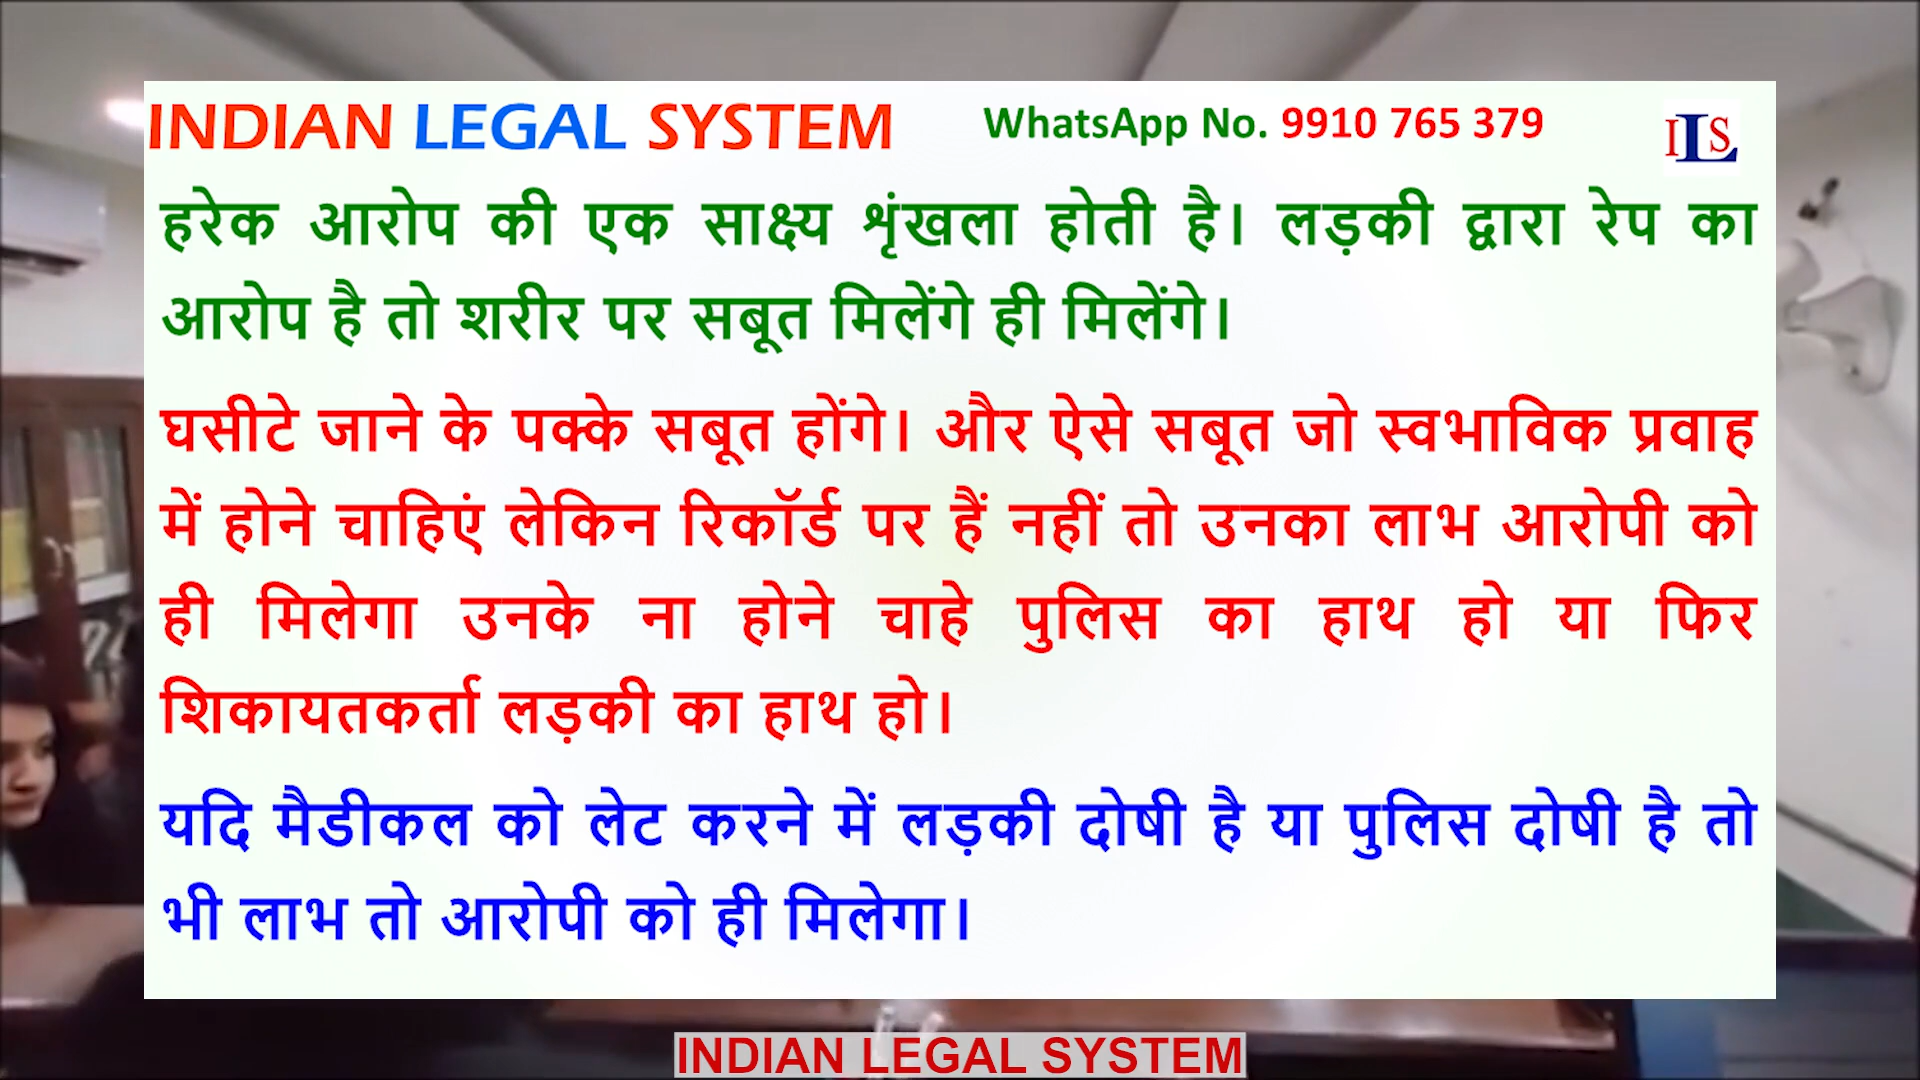 INDIAN LEGAL SYSTEM WhatsApp No. 9910 765 379 ILS
हरेक आरोप की एक साक्ष्य शृंखला होती है। लड़की द्वारा रेप का
आरोप है तो शरीर पर सबूत मिलेंगे ही मिलेंगे।
घसीटे जाने के पक्के सबूत होंगे। और ऐसे सबूत जो स्वभाविक प्रवाह
में होने चाहिएं लेकिन रिकॉर्ड पर हैं नहीं तो उनका लाभ आरोपी को
ही मिलेगा उनके ना होने चाहे पुलिस का हाथ हो या फिर
शिकायतकर्ता लड़की का हाथ हो।
यदि मैडीकल को लेट करने में लड़की दोषी है या पुलिस दोषी है तो
भी लाभ तो आरोपी को ही मिलेगा।
INDIAN LEGAL SYSTEM